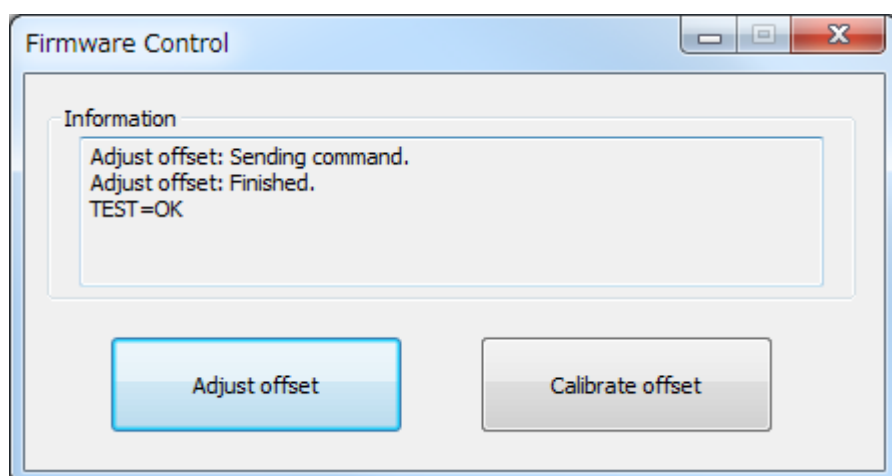 Firmware Control
Information
Adjust offset: Sending command.
Adjust offset: Finished.
TEST=OK
Adjust offset
Calibrate offset